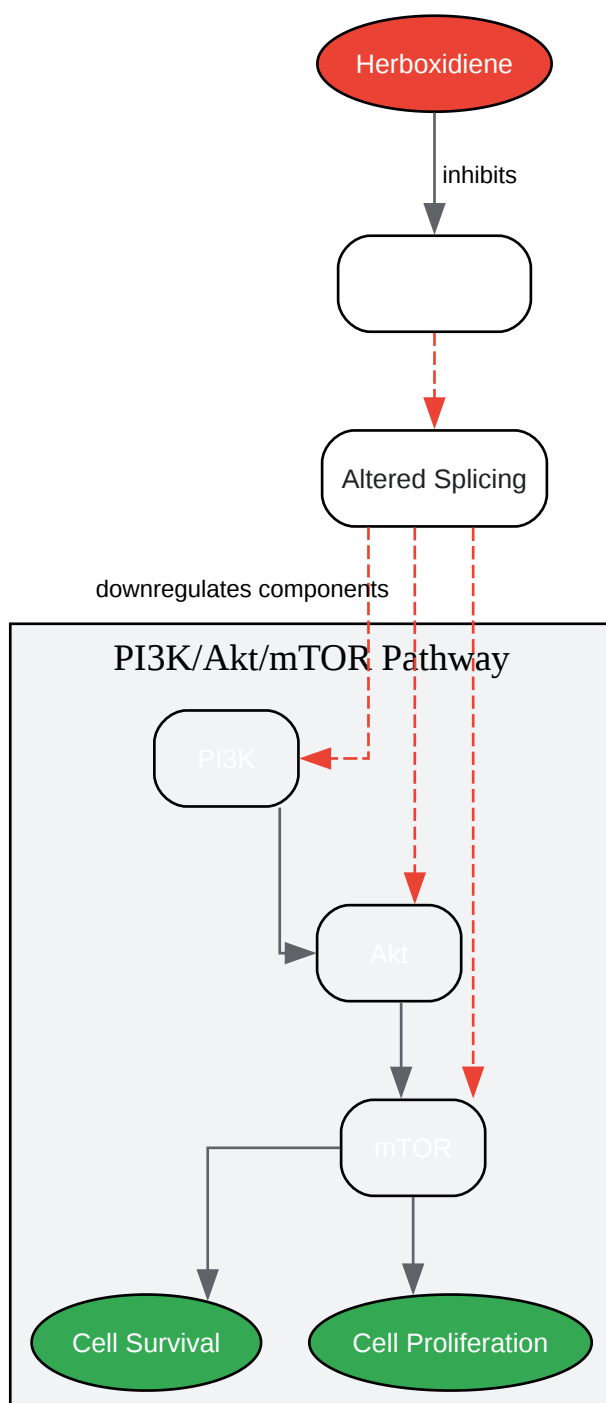 Herboxidiene
inhibits
Altered Splicing
downregulates components
PI3K/Akt/mTOR Pathway
PI3K
Akt
mTOR
Cell Survival
Cell Proliferation